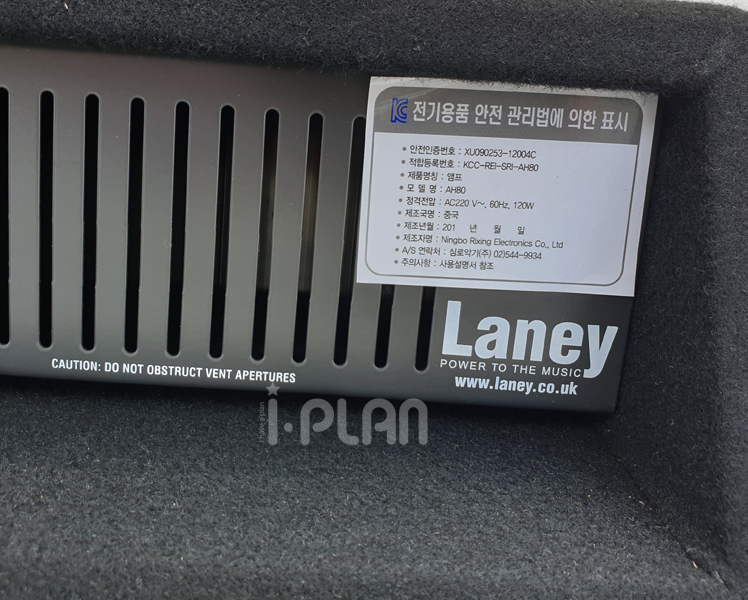 전기용품 안전 관리법에 의한 표시
• 안전인증번호 : XU090253-12004C
• 적합등록번호 : KCC-REI-SRI-AH80
• 제품명칭 : 앰프
• 모 델 명 : AH80
• 정격전압 : AC220 V~, 60Hz, 120W
• 제조국명 : 중국
• 제조년월 : 201 년 월 일
• 제조자명 : Ningbo Rixing Electronics Co., Ltd
• A/S 연락처 : 심로악기(주) 02)544-9934
• 주의사항 : 사용설명서 참조
Laney
POWER TO THE MUSIC
www.laney.co.uk
CAUTION: DO NOT OBSTRUCT VENT APERTURES
i-PLAN